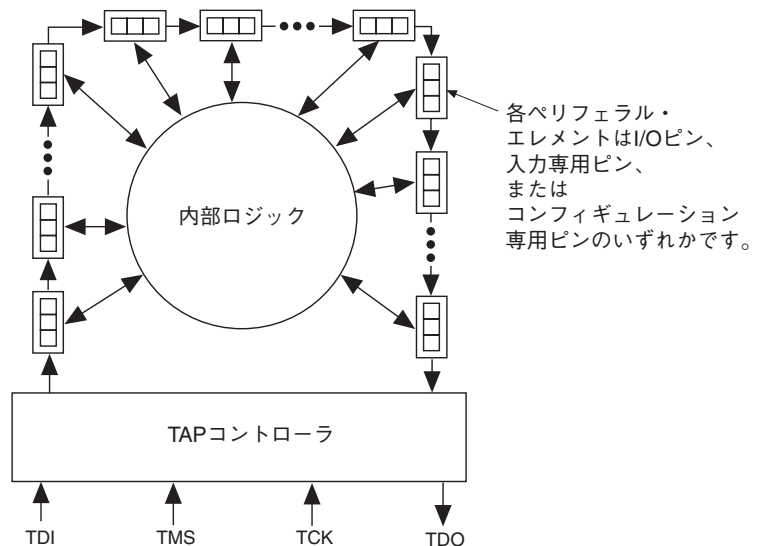 各ペリフェラル・
エレメントはI/Oピン、
入力専用ピン、
または
コンフィギュレーション
専用ピンのいずれかです。
内部ロジック
TAPコントローラ
TDI
TMS
TCK
TDO